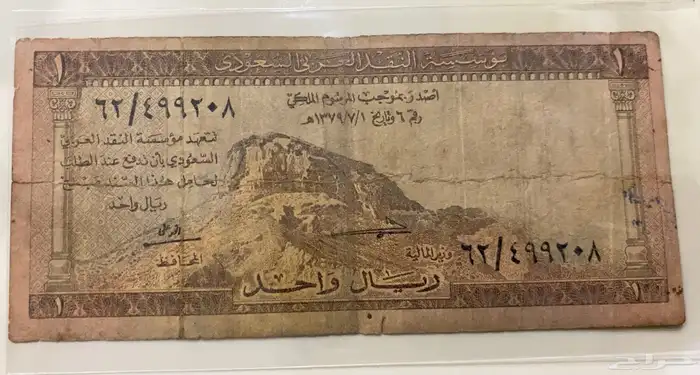 مؤسسة النقد العربي السعودي
١
١
٦٢/٤٩٩٢٠٨
أصدر بموجب المرسوم الملكي
رقم ٦ وتاريخ ١٣٧٩/٧/١هـ
تتعهد مؤسسة النقد العربي
السعودي بأن تدفع عند الطلب
لحامل هذا السند مبلغ
ريال واحد
المحافظ
وزير المالية
٦٢/٤٩٩٢٠٨
ريال واحد
١
١
حراج